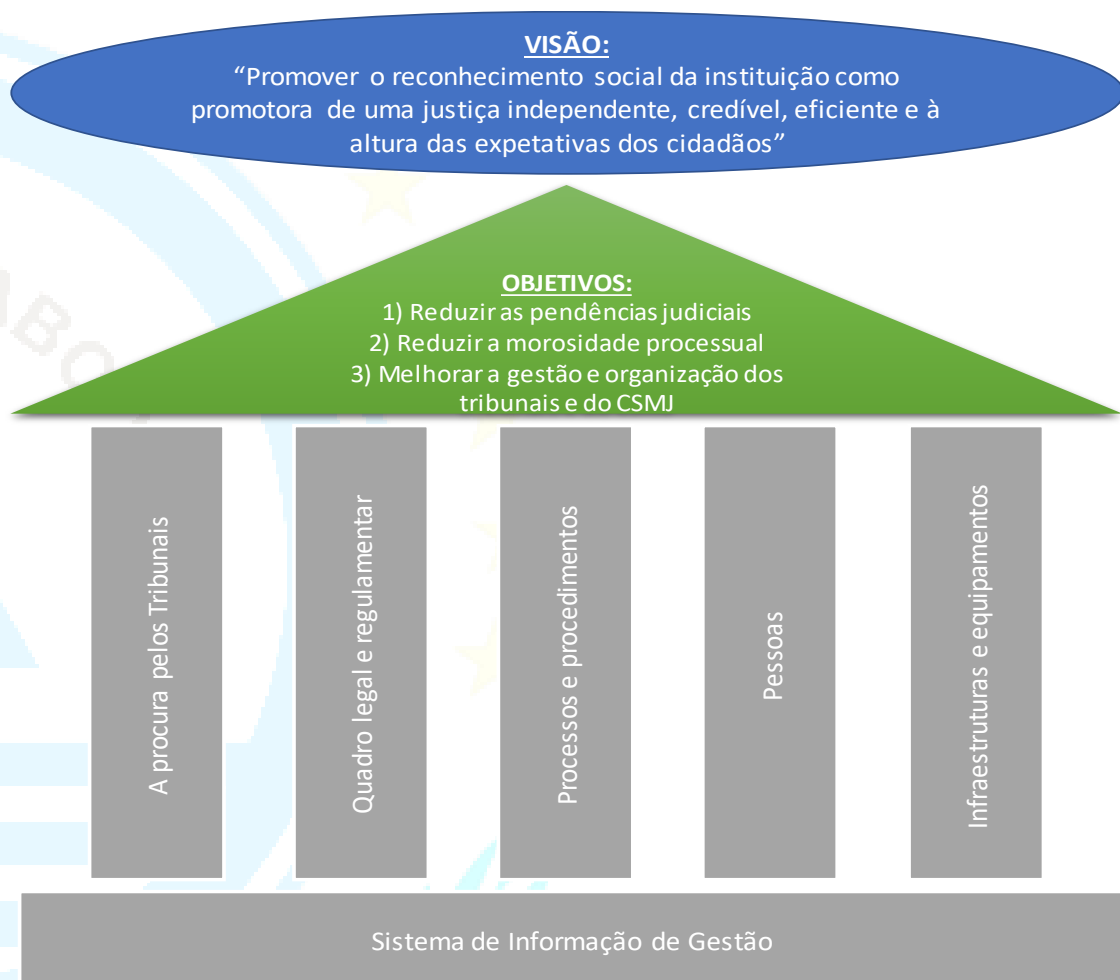 VISÃO:
“Promover o reconhecimento social da instituição como
promotora de uma justiça independente, credível, eficiente e à
altura das expetativas dos cidadãos”
OBJETIVOS:
1) Reduzir as pendências judiciais
2) Reduzir a morosidade processual
3) Melhorar a gestão e organização dos
tribunais e do CSMJ
A procura pelos Tribunais
Quadro legal e regulamentar
Processos e procedimentos
Pessoas
Infraestruturas e equipamentos
Sistema de Informação de Gestão